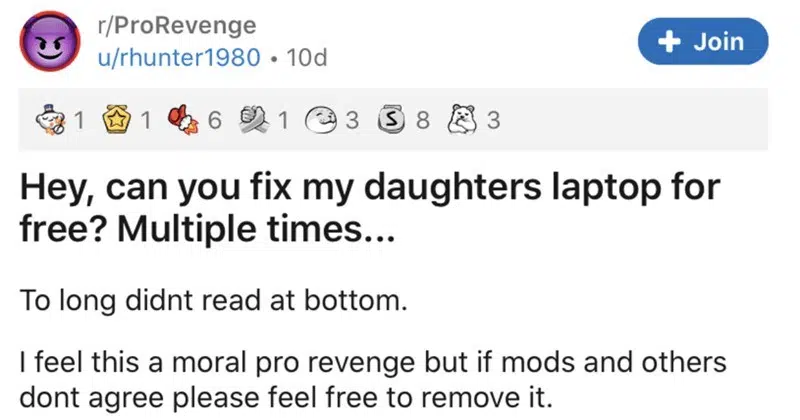 r/ProRevenge
u/rhunter1980 • 10d
+ Join
1 1 6 1 3 S 8 3
Hey, can you fix my daughters laptop for
free? Multiple times...
To long didnt read at bottom.
I feel this a moral pro revenge but if mods and others
dont agree please feel free to remove it.